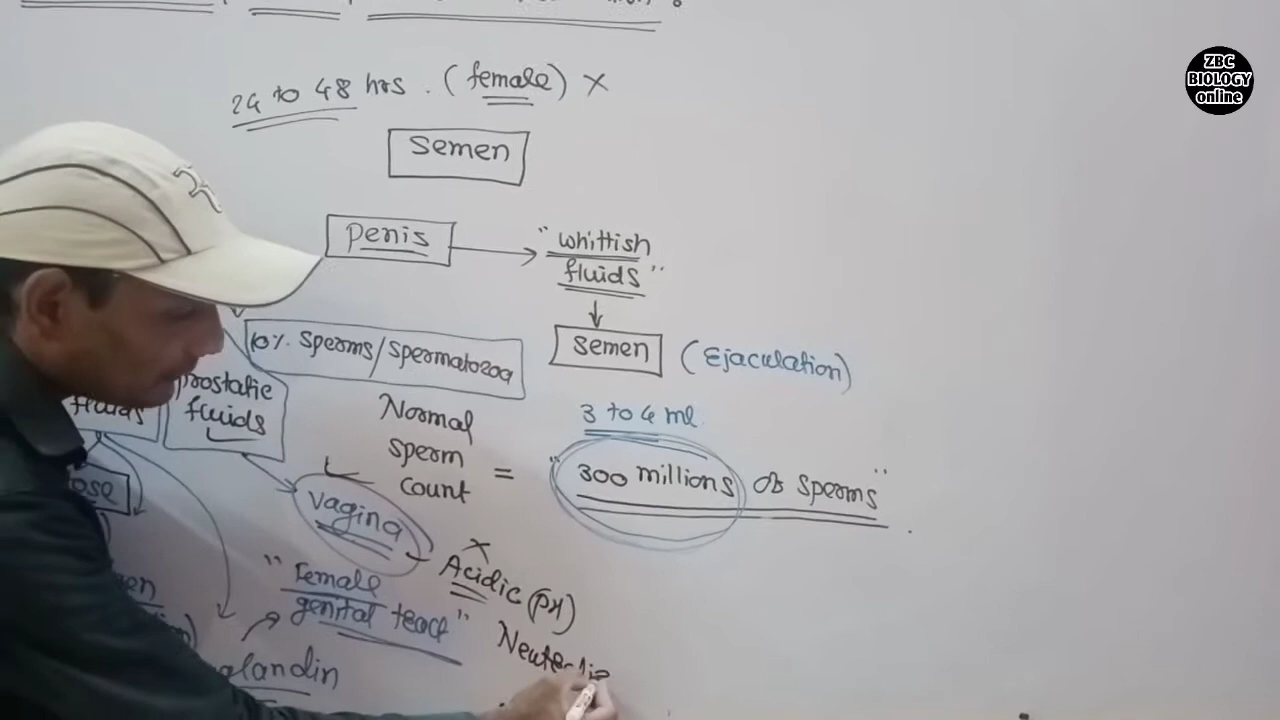 ZBC
BIOLOGY
online
24 to 48 hrs. (female) X
Semen
Penis
"whittish
fluids"
Semen
(Ejaculation)
10% Sperms/Spermatozoa
prostatic
fluids
fluids
3 to 4 ml
Normal
sperm
count
=
"300 millions of sperms"
vagina
X
Acidic (PH)
"Female
genital tract"